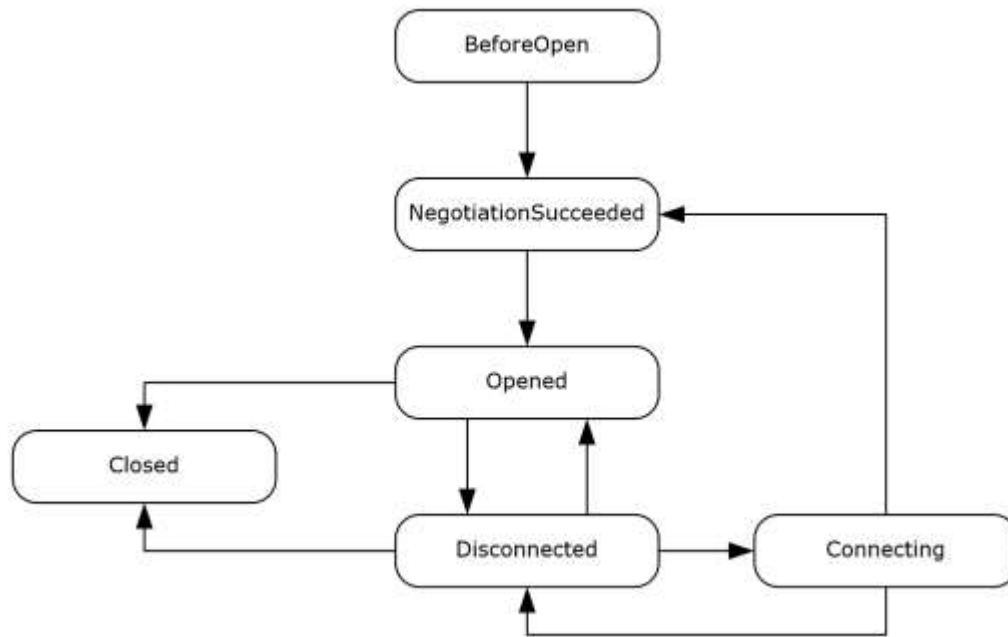 BeforeOpen
NegotiationSucceeded
Opened
Closed
Disconnected
Connecting